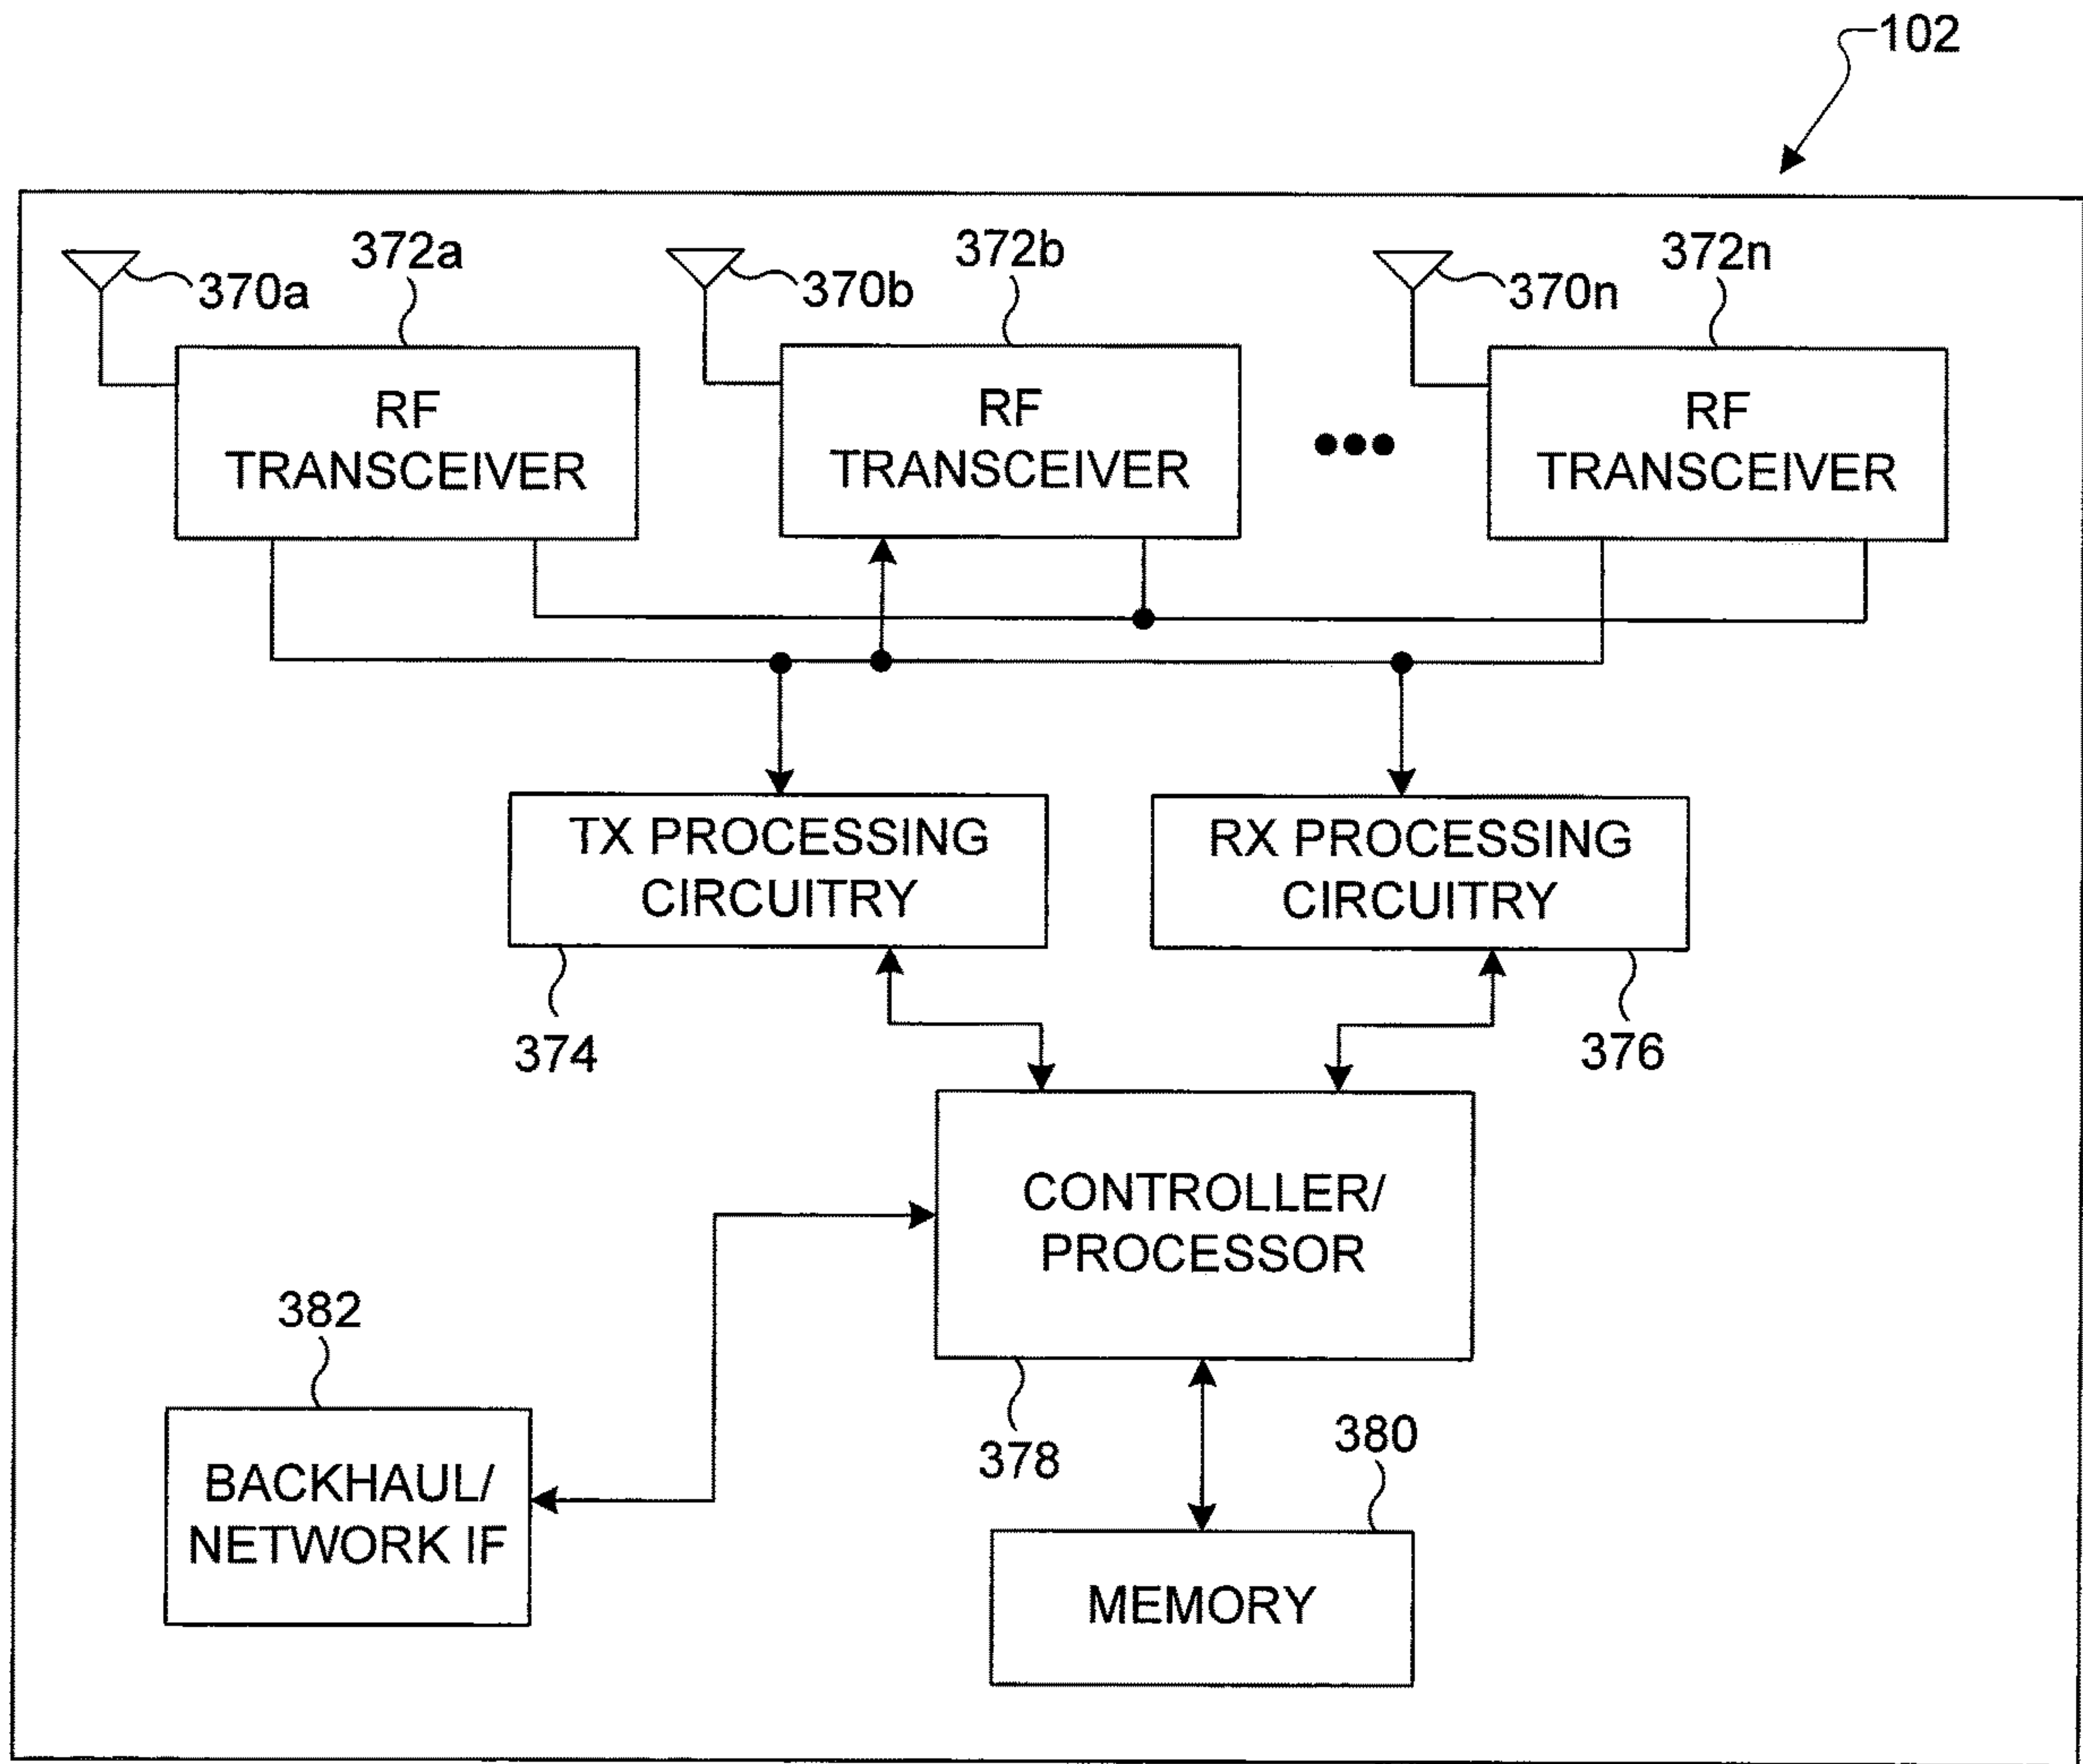 102
372a
372b
372n
370a
370b
370n
RF
TRANSCEIVER
RF
TRANSCEIVER
RF
TRANSCEIVER
TX PROCESSING
CIRCUITRY
RX PROCESSING
CIRCUITRY
374
376
CONTROLLER/
PROCESSOR
382
378
380
BACKHAUL/
NETWORK IF
MEMORY